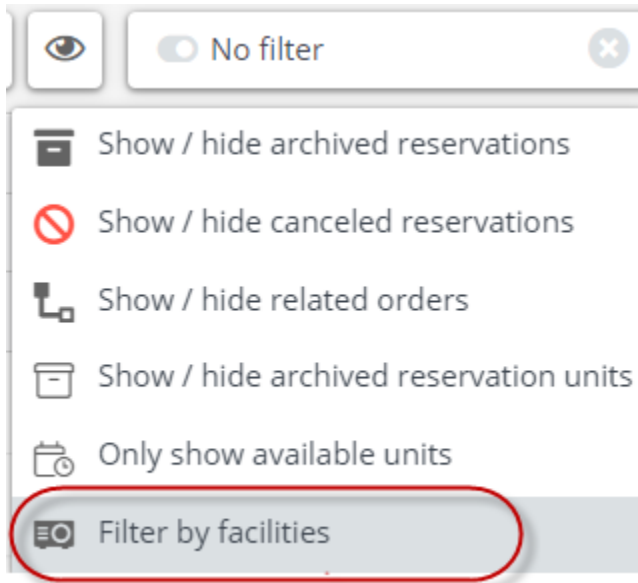 No filter
Show / hide archived reservations
Show / hide canceled reservations
Show / hide related orders
Show / hide archived reservation units
Only show available units
Filter by facilities